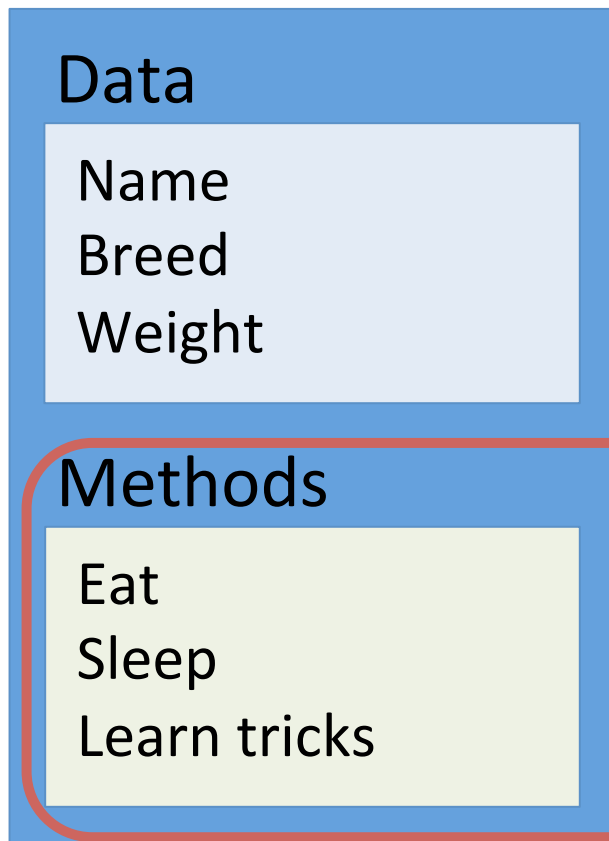 Data
Name
Breed
Weight
Methods
Eat
Sleep
Learn tricks